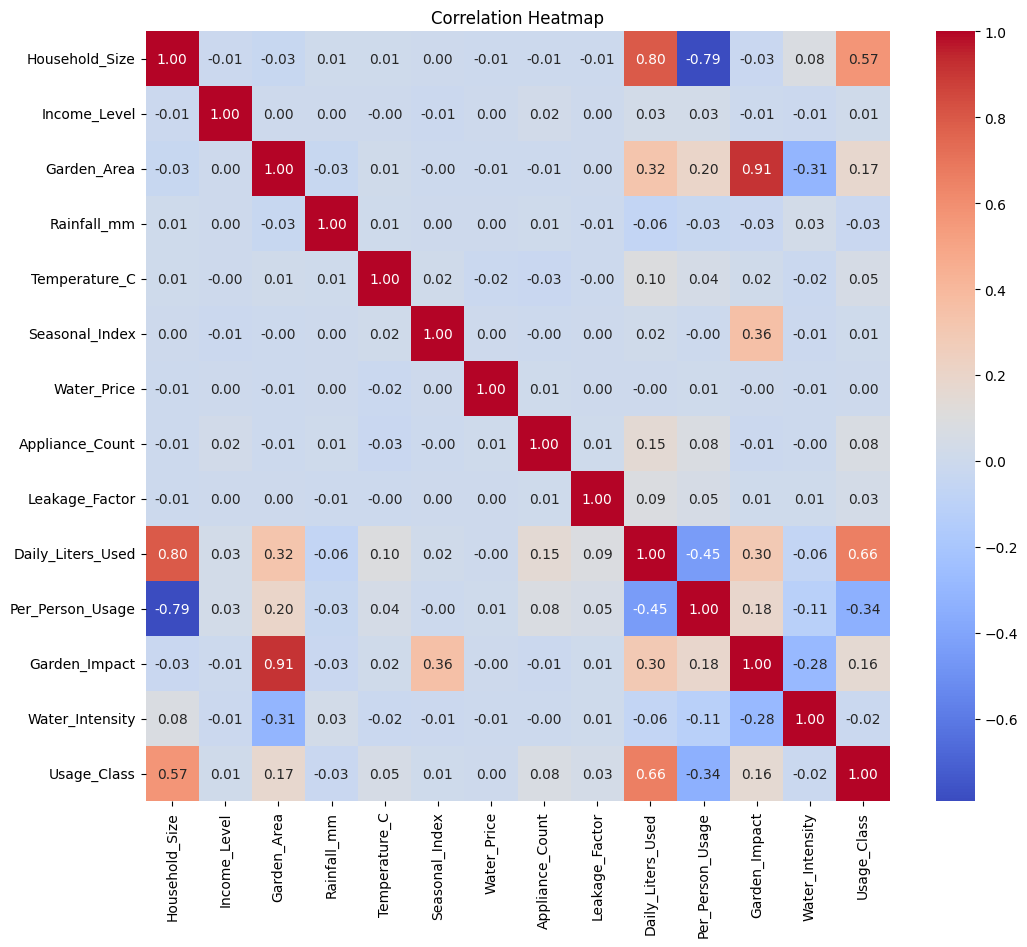 Correlation Heatmap
Household_Size 1.00 -0.01 -0.03 0.01 0.01 0.00 -0.01 -0.01 -0.01 0.80 -0.79 -0.03 0.08 0.57
Income_Level -0.01 1.00 0.00 0.00 -0.00 -0.01 0.00 0.02 0.00 0.03 0.03 -0.01 -0.01 0.01
Garden_Area -0.03 0.00 1.00 -0.03 0.01 -0.00 -0.01 -0.01 0.00 0.32 0.20 0.91 -0.31 0.17
Rainfall_mm 0.01 0.00 -0.03 1.00 0.01 0.00 0.00 0.01 -0.01 -0.06 -0.03 -0.03 0.03 -0.03
Temperature_C 0.01 -0.00 0.01 0.01 1.00 0.02 -0.02 -0.03 -0.00 0.10 0.04 0.02 -0.02 0.05
Seasonal_Index 0.00 -0.01 -0.00 0.00 0.02 1.00 0.00 -0.00 0.00 0.02 -0.00 0.36 -0.01 0.01
Water_Price -0.01 0.00 -0.01 0.00 -0.02 0.00 1.00 0.01 0.00 -0.00 0.01 -0.00 -0.01 0.00
Appliance_Count -0.01 0.02 -0.01 0.01 -0.03 -0.00 0.01 1.00 0.01 0.15 0.08 -0.01 -0.00 0.08
Leakage_Factor -0.01 0.00 0.00 -0.01 -0.00 0.00 0.00 0.01 1.00 0.09 0.05 0.01 0.01 0.03
Daily_Liters_Used 0.80 0.03 0.32 -0.06 0.10 0.02 -0.00 0.15 0.09 1.00 -0.45 0.30 -0.06 0.66
Per_Person_Usage -0.79 0.03 0.20 -0.03 0.04 -0.00 0.01 0.08 0.05 -0.45 1.00 0.18 -0.11 -0.34
Garden_Impact -0.03 -0.01 0.91 -0.03 0.02 0.36 -0.00 -0.01 0.01 0.30 0.18 1.00 -0.28 0.16
Water_Intensity 0.08 -0.01 -0.31 0.03 -0.02 -0.01 -0.01 -0.00 0.01 -0.06 -0.11 -0.28 1.00 -0.02
Usage_Class 0.57 0.01 0.17 -0.03 0.05 0.01 0.00 0.08 0.03 0.66 -0.34 0.16 -0.02 1.00
Household_Size
Income_Level
Garden_Area
Rainfall_mm
Temperature_C
Seasonal_Index
Water_Price
Appliance_Count
Leakage_Factor
Daily_Liters_Used
Per_Person_Usage
Garden_Impact
Water_Intensity
Usage_Class
1.0
0.8
0.6
0.4
0.2
0.0
−0.2
−0.4
−0.6